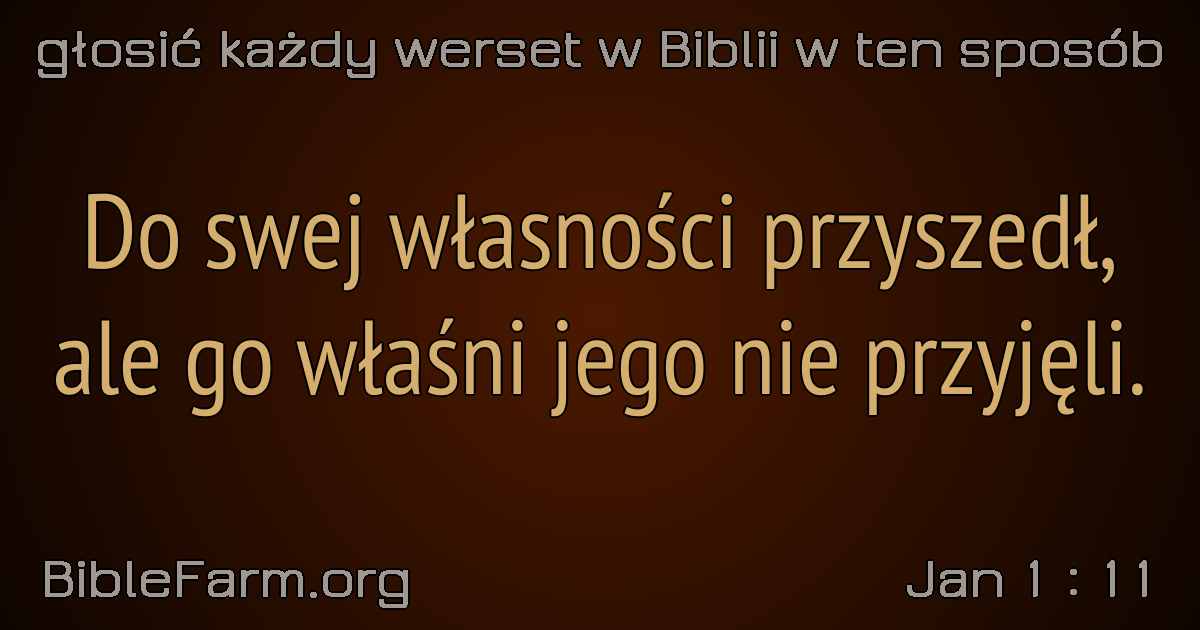 głosić każdy werset w Biblii w ten sposób
Do swej własności przyszedł,
ale go właśni jego nie przyjęli.
BibleFarm.org
Jan 1 : 11